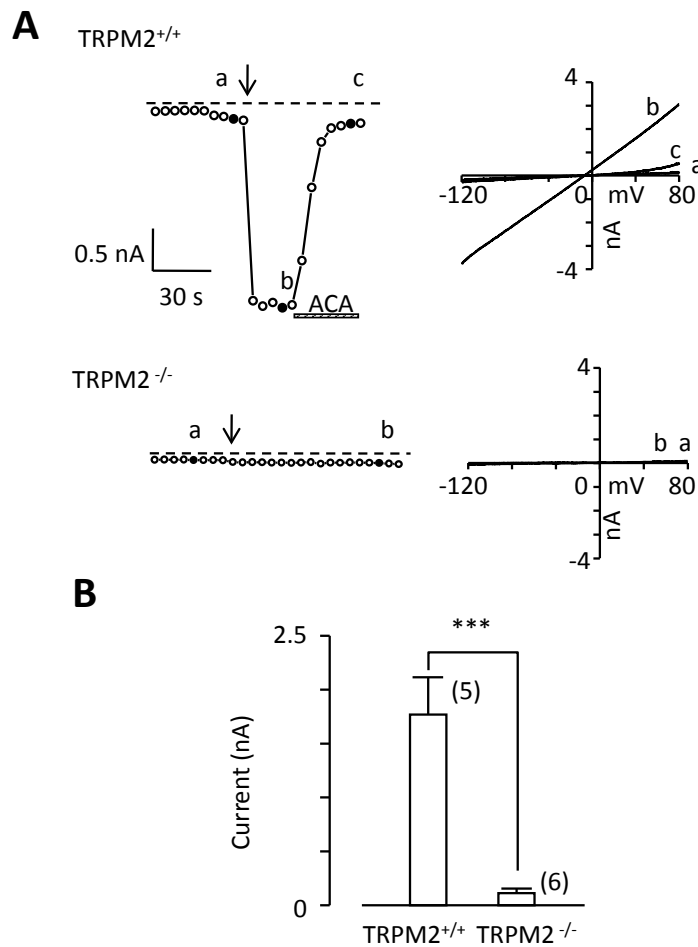 A
TRPM2+/+
a c
0.5 nA
30 s
b
ACA
4
b
c
a
-120 0 mV 80
nA
-4
TRPM2 -/-
a b
4
b a
-120 0 mV 80
nA
-4
B
2.5
***
(5)
Current (nA)
(6)
0
TRPM2+/+ TRPM2 -/-